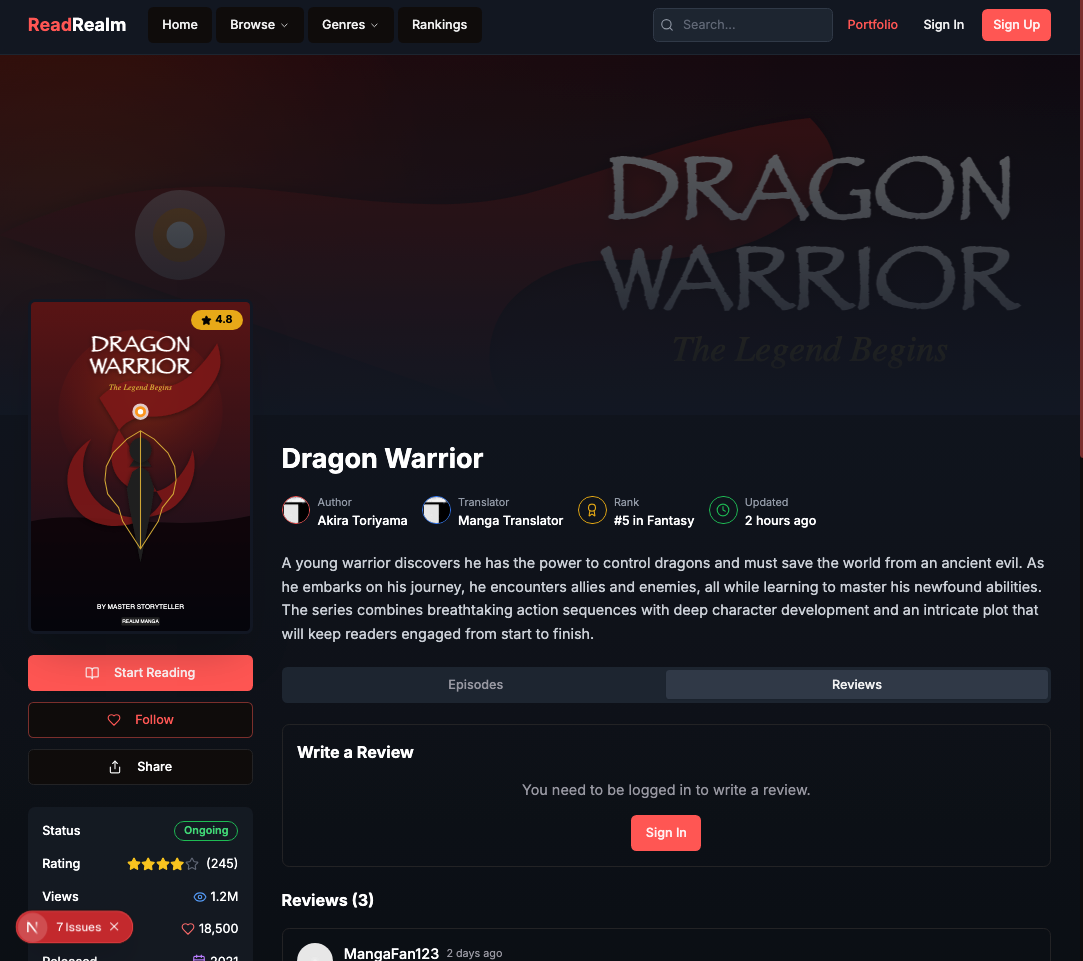 ReadRealm Home Browse Genres Rankings Search... Portfolio Sign In Sign Up
DRAGON
WARRIOR
The Legend Begins
4.8
DRAGON
WARRIOR
The Legend Begins
BY MASTER STORYTELLER
REALM MANGA
Start Reading
Follow
Share
Status Ongoing
Rating (245)
Views 1.2M
18,500
Released 2021
N 7 Issues
Dragon Warrior
Author
Akira Toriyama
Translator
Manga Translator
Rank
#5 in Fantasy
Updated
2 hours ago
A young warrior discovers he has the power to control dragons and must save the world from an ancient evil. As
he embarks on his journey, he encounters allies and enemies, all while learning to master his newfound abilities.
The series combines breathtaking action sequences with deep character development and an intricate plot that
will keep readers engaged from start to finish.
Episodes Reviews
Write a Review
You need to be logged in to write a review.
Sign In
Reviews (3)
MangaFan123 2 days ago